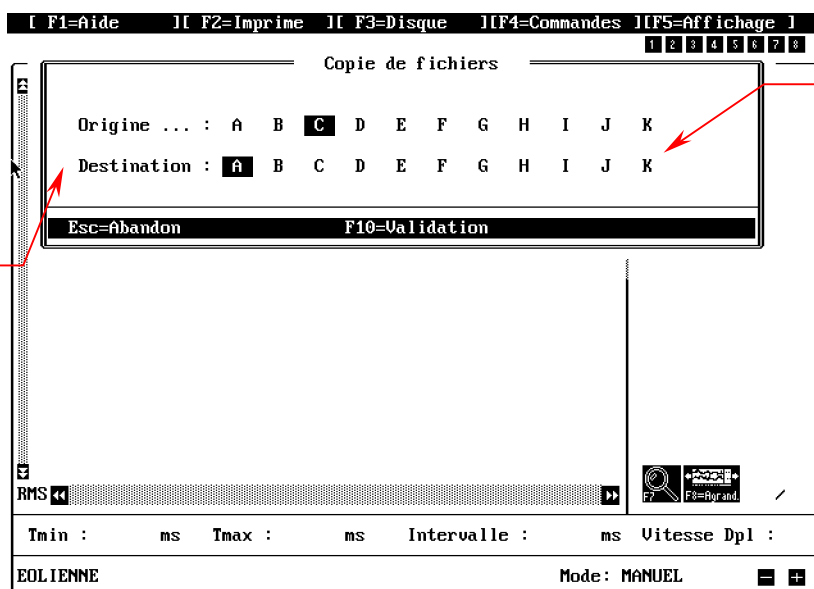 [ F1=Aide ][ F2=Imprime ][ F3=Disque ][F4=Commandes ][F5=Affichage ]
1 2 3 4 5 6 7 8
Copie de fichiers
Origine ... : A B C D E F G H I J K
Destination : A B C D E F G H I J K
Esc=Abandon F10=Validation
F7 F8=Agrand.
RMS
Tmin : ms Tmax : ms Intervalle : ms Vitesse Dpl :
EOLIENNE Mode: MANUEL - +